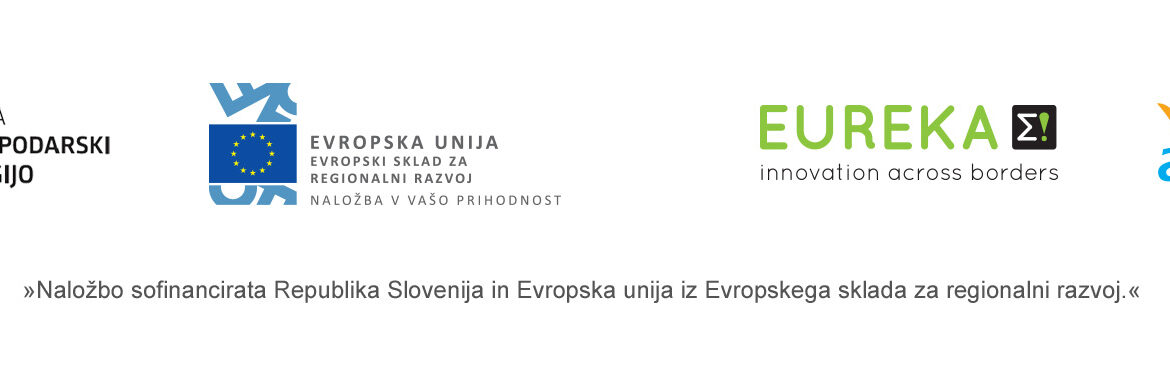 A
PODARSKI
GIJO
EVROPSKA UNIJA
EVROPSKI SKLAD ZA
REGIONALNI RAZVOJ
NALOŽBA V VAŠO PRIHODNOST
EUREKA Σ!
innovation across borders
a
»Naložbo sofinancirata Republika Slovenija in Evropska unija iz Evropskega sklada za regionalni razvoj.«